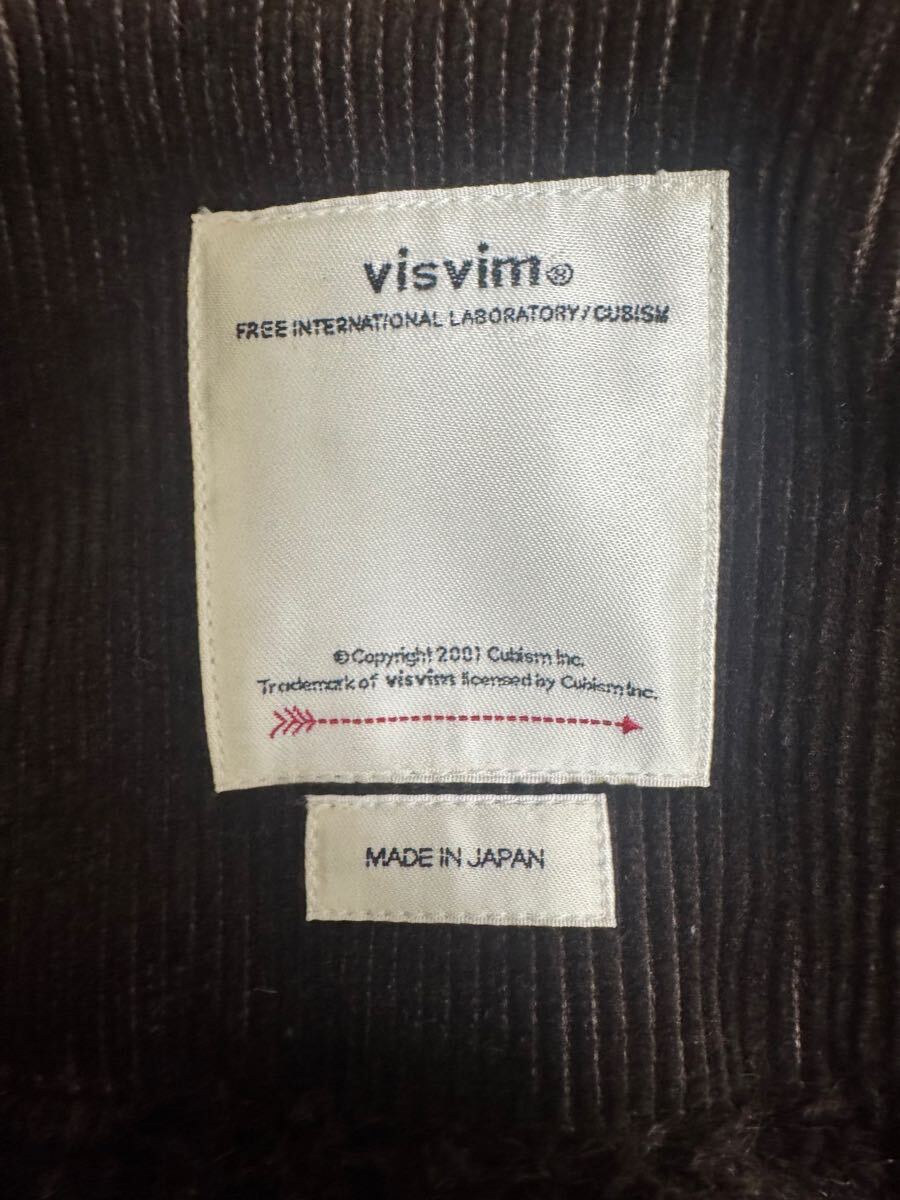 visvim®
FREE INTERNATIONAL LABORATORY/CUBISM
©Copyright 2001 Cubism Inc.
Trademark of visvim licensed by Cubism Inc.
MADE IN JAPAN